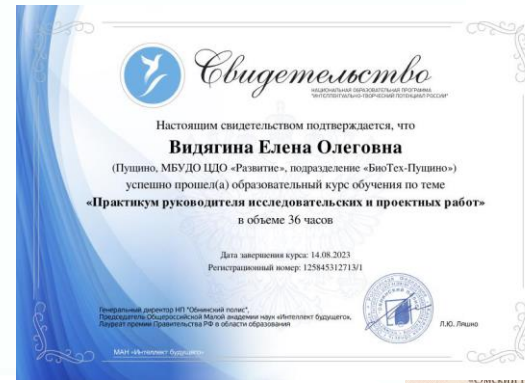 Свидетельство
НАЦИОНАЛЬНАЯ ОБРАЗОВАТЕЛЬНАЯ ПРОГРАММА
"ИНТЕЛЛЕКТУАЛЬНО-ТВОРЧЕСКИЙ ПОТЕНЦИАЛ РОССИИ"
Настоящим свидетельством подтверждается, что
Видягина Елена Олеговна
(Пущино, МБУДО ЦДО «Развитие», подразделение «БиоТех-Пущино»)
успешно прошел(а) образовательный курс обучения по теме
«Практикум руководителя исследовательских и проектных работ»
в объеме 36 часов
Дата завершения курса: 14.08.2023
Регистрационный номер: 125845312713/1
Генеральный директор НП "Обнинский полис",
Председатель Общероссийской Малой академии наук «Интеллект будущего»,
Лауреат премии Правительства РФ в области образования
Л.Ю. Ляшко
МАН «Интеллект будущего»